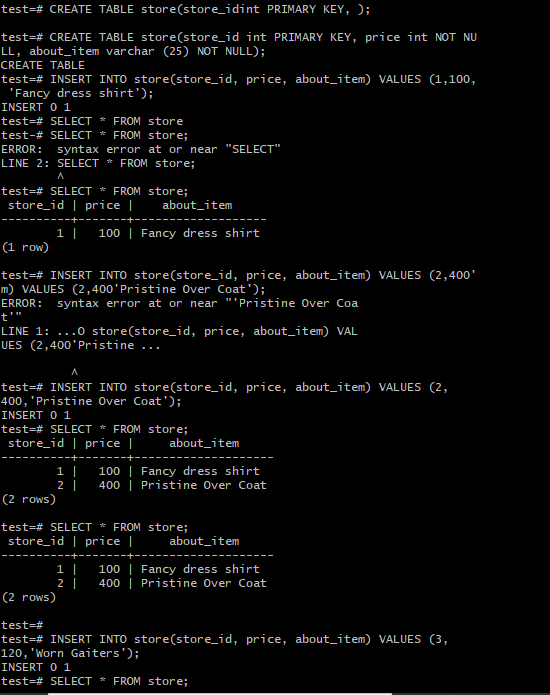 test=# CREATE TABLE store(store_idint PRIMARY KEY, );
test=# CREATE TABLE store(store_id int PRIMARY KEY, price int NOT NU
LL, about_item varchar (25) NOT NULL);
CREATE TABLE
test=# INSERT INTO store(store_id, price, about_item) VALUES (1,100,
 'Fancy dress shirt');
INSERT 0 1
test=# SELECT * FROM store
test-# SELECT * FROM store;
ERROR:  syntax error at or near "SELECT"
LINE 2: SELECT * FROM store;
        ^
test=# SELECT * FROM store;
 store_id | price |    about_item
----------+-------+-------------------
        1 |   100 | Fancy dress shirt
(1 row)
test=# INSERT INTO store(store_id, price, about_item) VALUES (2,400'
m) VALUES (2,400'Pristine Over Coat');
ERROR:  syntax error at or near "'Pristine Over Coa
t'"
LINE 1: ...O store(store_id, price, about_item) VAL
UES (2,400'Pristine ...
          ^
test=# INSERT INTO store(store_id, price, about_item) VALUES (2,
400,'Pristine Over Coat');
INSERT 0 1
test=# SELECT * FROM store;
 store_id | price |     about_item
----------+-------+--------------------
        1 |   100 | Fancy dress shirt
        2 |   400 | Pristine Over Coat
(2 rows)
test=# SELECT * FROM store;
 store_id | price |     about_item
----------+-------+--------------------
        1 |   100 | Fancy dress shirt
        2 |   400 | Pristine Over Coat
(2 rows)
test=#
test=# INSERT INTO store(store_id, price, about_item) VALUES (3,
120,'Worn Gaiters');
INSERT 0 1
test=# SELECT * FROM store;